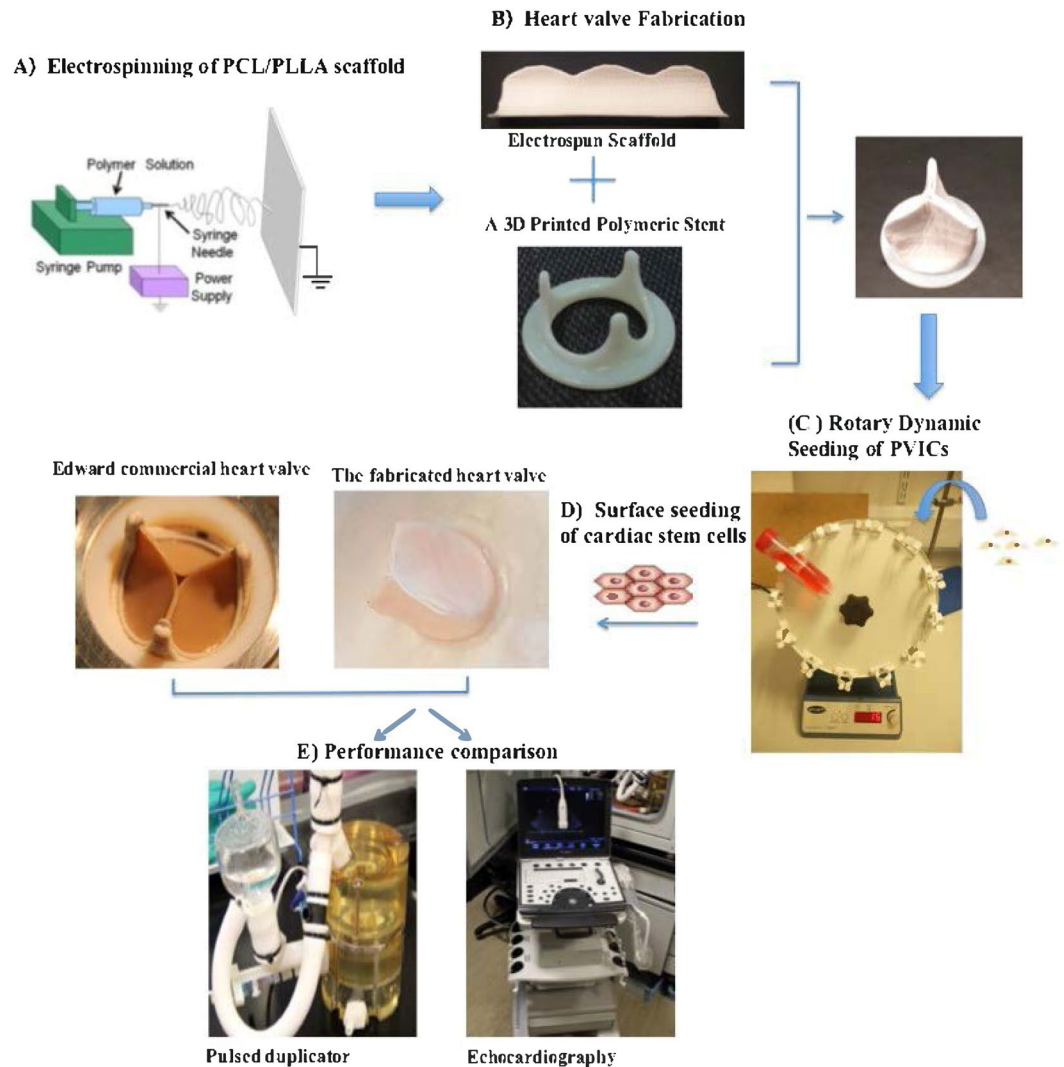 B) Heart valve Fabrication
A) Electrospinning of PCL/PLLA scaffold
Electrospun Scaffold
Polymer Solution
Syringe
Needle
Syringe Pump
Power
Supply
A 3D Printed Polymeric Stent
(C ) Rotary Dynamic
Seeding of PVICs
Edward commercial heart valve
The fabricated heart valve
D) Surface seeding
of cardiac stem cells
E) Performance comparison
Pulsed duplicator
Echocardiography